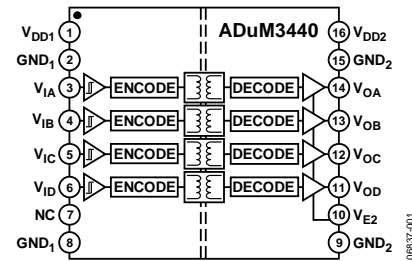 ADuM3440
VDD1 1
16 VDD2
GND1 2
15 GND2
VIA 3 ENCODE DECODE 14 VOA
VIB 4 ENCODE DECODE 13 VOB
VIC 5 ENCODE DECODE 12 VOC
VID 6 ENCODE DECODE 11 VOD
NC 7
10 VE2
GND1 8
9 GND2
06837-001